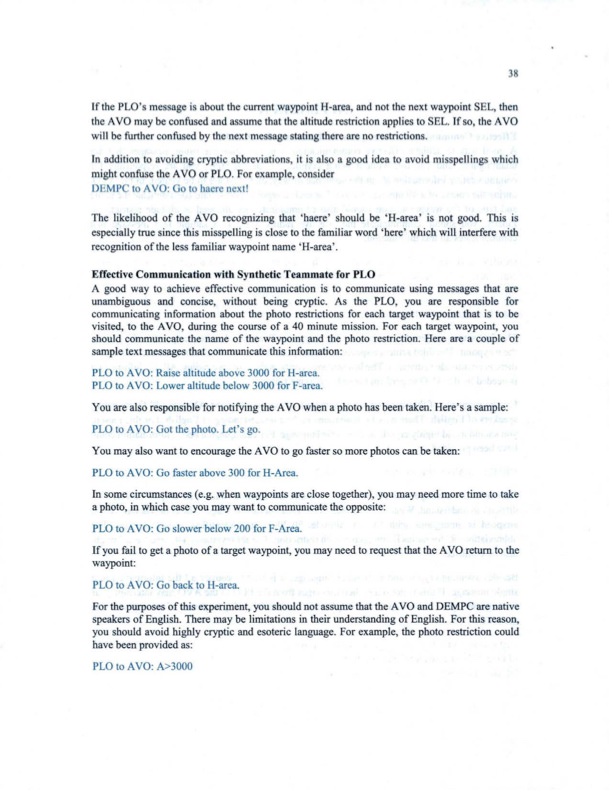 38
If the PLO's message is about the current waypoint H-area, and not the next waypoint SEL, then
the AVO may be confused and assume that the altitude restriction applies to SEL. If so, the AVO
will be further confused by the next message stating there are no restrictions.
In addition to avoiding cryptic abbreviations, it is also a good idea to avoid misspellings which
might confuse the AVO or PLO. For example, consider
DEMPC to AVO: Go to haere next!
The likelihood of the AVO recognizing that 'haere' should be 'H-area' is not good. This is
especially true since this misspelling is close to the familiar word 'here' which will interfere with
recognition of the less familiar waypoint name 'H-area'.
Effective Communication with Synthetic Teammate for PLO
A good way to achieve effective communication is to communicate using messages that are
unambiguous and concise, without being cryptic. As the PLO, you are responsible for
communicating information about the photo restrictions for each target waypoint that is to be
visited, to the AVO, during the course of a 40 minute mission. For each target waypoint, you
should communicate the name of the waypoint and the photo restriction. Here are a couple of
sample text messages that communicate this information:
PLO to AVO: Raise altitude above 3000 for H-area.
PLO to AVO: Lower altitude below 3000 for F-area.
You are also responsible for notifying the AVO when a photo has been taken. Here's a sample:
PLO to AVO: Got the photo. Let's go.
You may also want to encourage the AVO to go faster so more photos can be taken:
PLO to AVO: Go faster above 300 for H-Area.
In some circumstances (e.g. when waypoints are close together), you may need more time to take
a photo, in which case you may want to communicate the opposite:
PLO to AVO: Go slower below 200 for F-Area.
If you fail to get a photo of a target waypoint, you may need to request that the AVO return to the
waypoint:
PLO to AVO: Go back to H-area.
For the purposes of this experiment, you should not assume that the AVO and DEMPC are native
speakers of English. There may be limitations in their understanding of English. For this reason,
you should avoid highly cryptic and esoteric language. For example, the photo restriction could
have been provided as:
PLO to AVO: A>3000